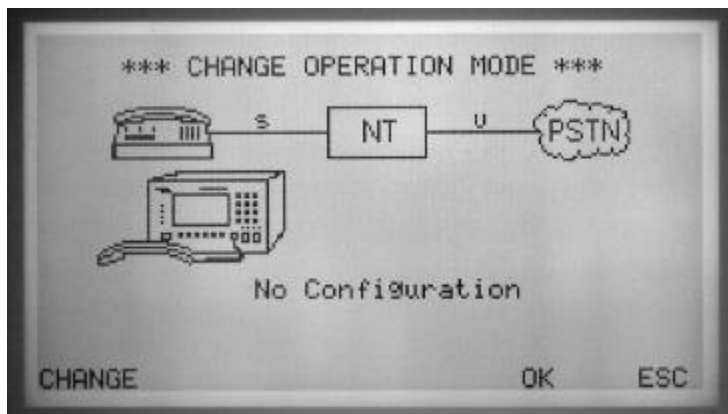 *** CHANGE OPERATION MODE ***
S NT U PSTN
No Configuration
CHANGE OK ESC